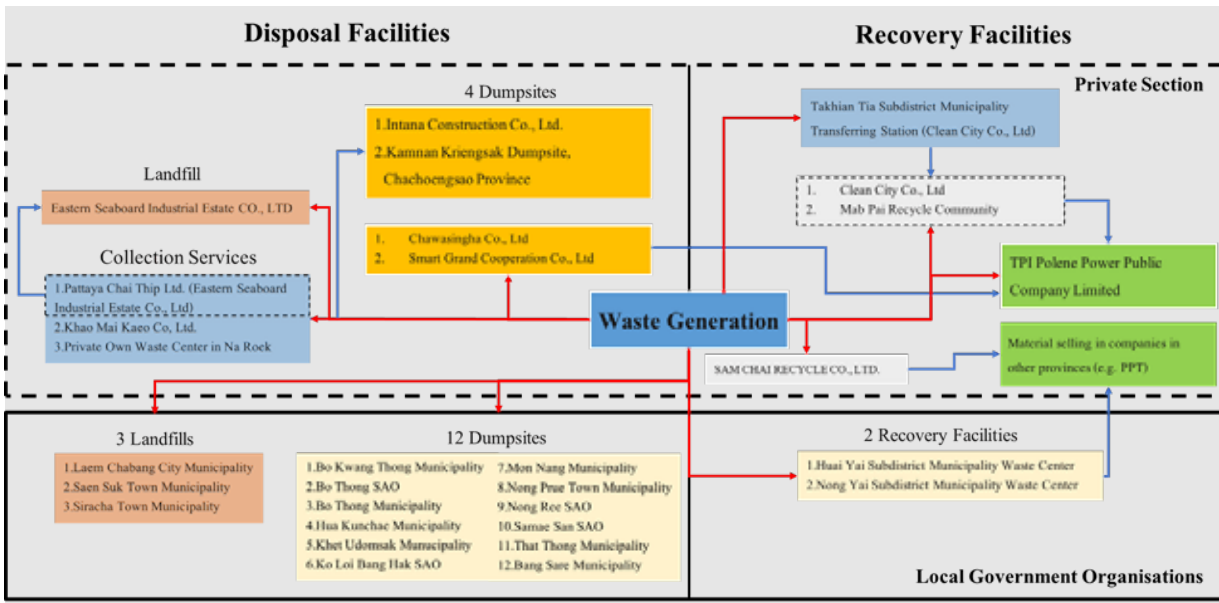 Disposal Facilities
Recovery Facilities
Private Section
4 Dumpsites
1.Intana Construction Co., Ltd.
2.Kamnan Kriengsak Dumpsite,
Chachoengsao Province
Takhian Tia Subdistrict Municipality
Transferring Station (Clean City Co., Ltd)
Landfill
Eastern Seaboard Industrial Estate CO., LTD
1. Clean City Co., Ltd
2. Mab Pai Recycle Community
1. Chawasingha Co., Ltd
2. Smart Grand Cooperation Co., Ltd
Collection Services
1.Pattaya Chai Thip Ltd. (Eastern Seaboard
Industrial Estate Co., Ltd)
2.Khao Mai Kaeo Co, Ltd.
3.Private Own Waste Center in Na Rock
TPI Polene Power Public
Company Limited
Waste Generation
SAM CHAI RECYCLE CO., LTD.
Material selling in companies in
other provinces (e.g. PPT)
3 Landfills
1.Laem Chabang City Municipality
2.Saen Suk Town Municipality
3.Siracha Town Municipality
12 Dumpsites
1.Bo Kwang Thong Municipality
2.Bo Thong SAO
3.Bo Thong Municipality
4.Hua Kunchae Municipality
5.Khet Udomsak Municipality
6.Ko Loi Bang Hak SAO
7.Mon Nang Municipality
8.Nong Prue Town Municipality
9.Nong Ree SAO
10.Samae San SAO
11.That Thong Municipality
12.Bang Sare Municipality
2 Recovery Facilities
1.Huai Yai Subdistrict Municipality Waste Center
2.Nong Yai Subdistrict Municipality Waste Center
Local Government Organisations